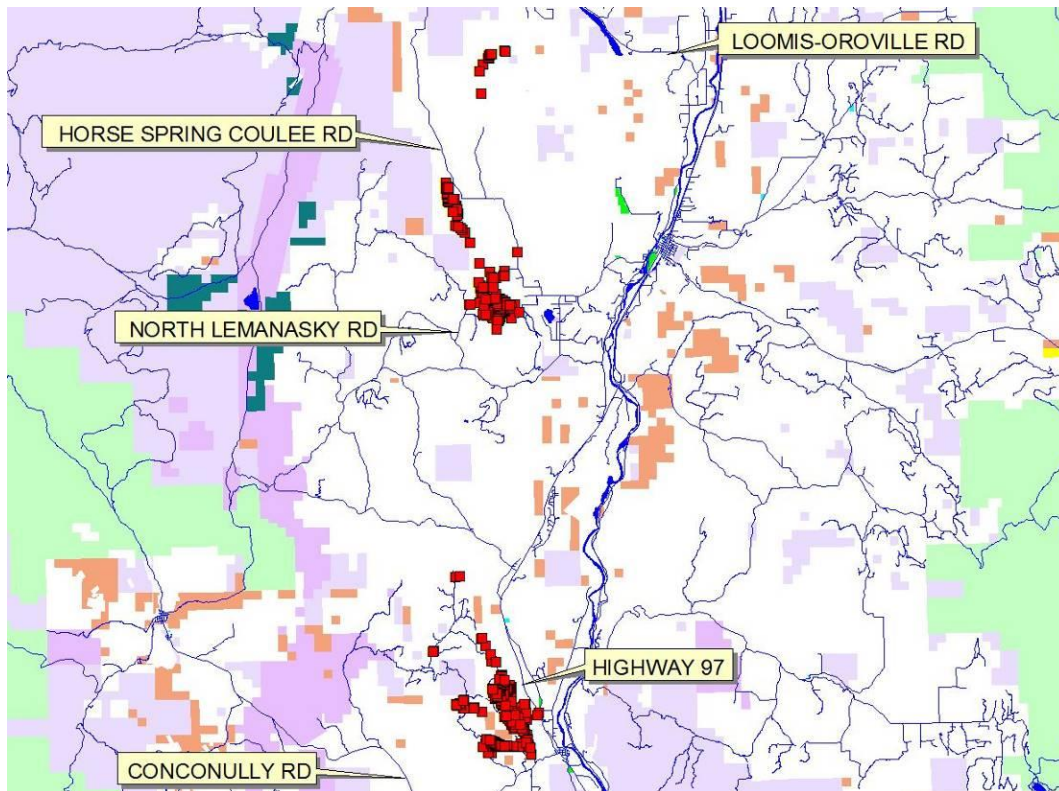 LOOMIS-OROVILLE RD
HORSE SPRING COULEE RD
NORTH LEMANASKY RD
HIGHWAY 97
CONCONULLY RD